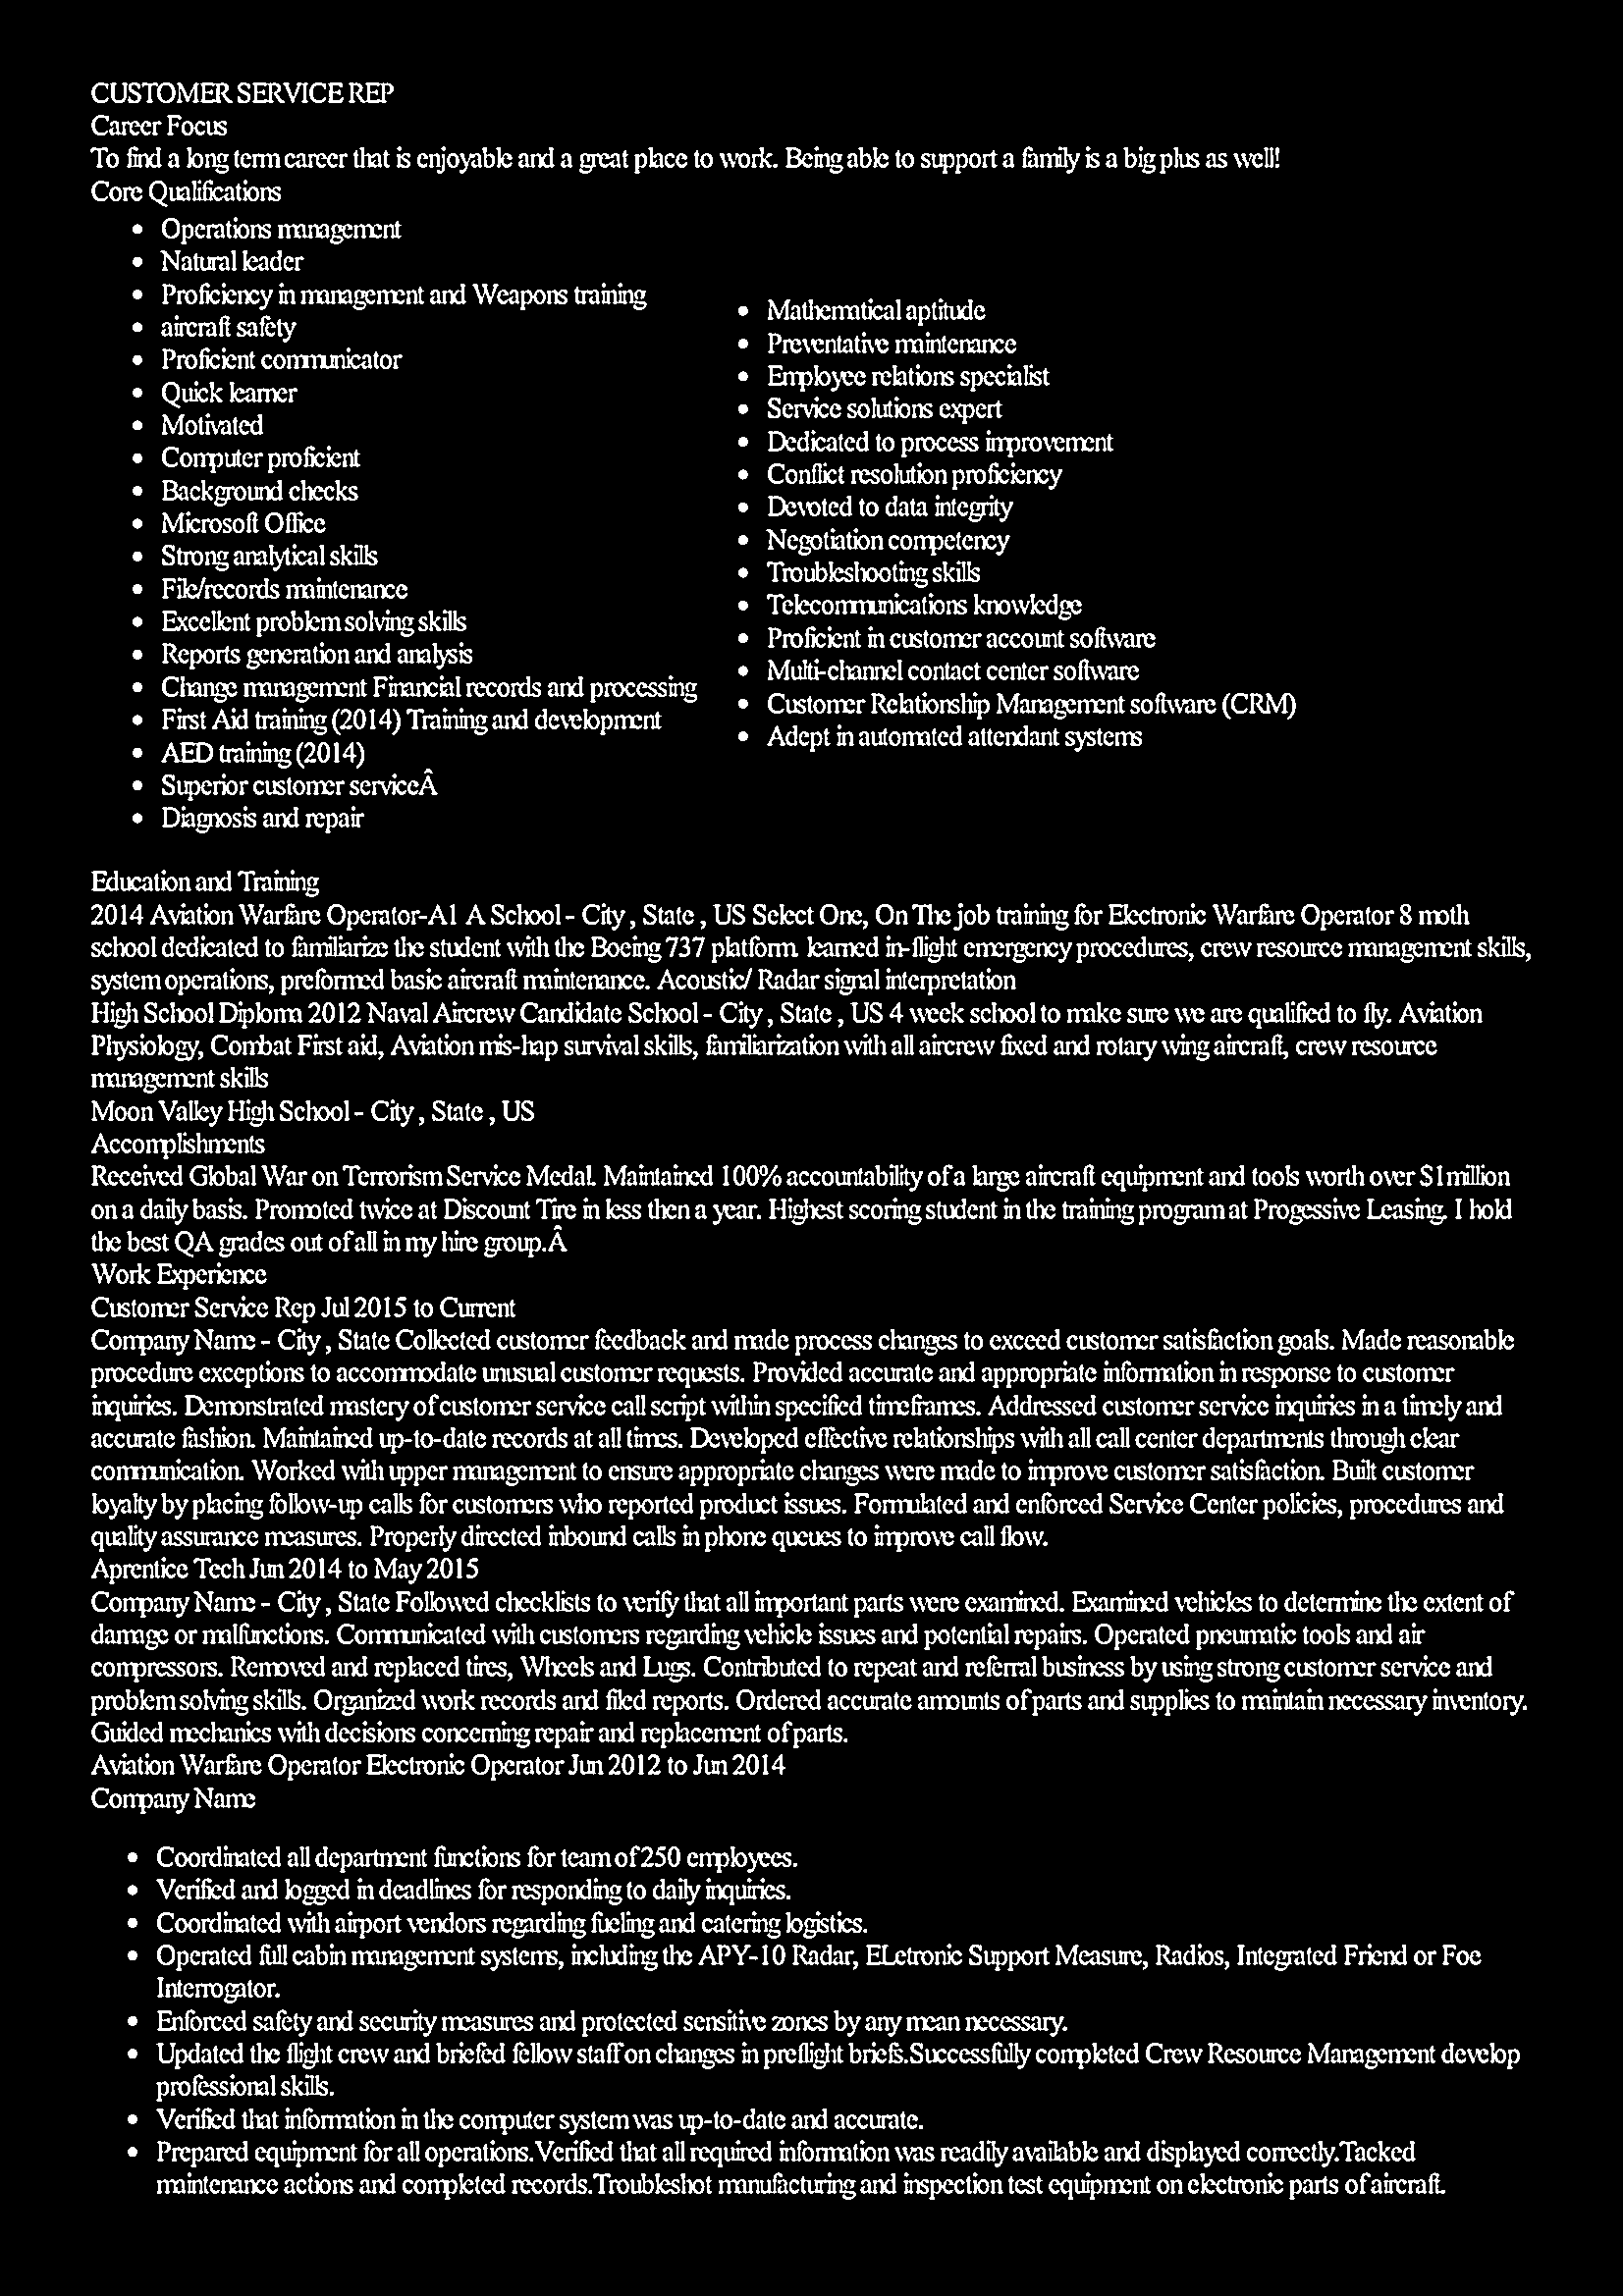 CUSTOMER SERVICE REP
Career Focus
To find a long term career that is enjoyable and a great place to work. Being able to support a family is a big plus as well!
Core Qualifications
• Operations management
• Natural leader
• Proficiency in management and Weapons training
• aircraft safety
• Proficient communicator
• Quick learner
• Motivated
• Computer proficient
• Background checks
• Microsoft Office
• Strong analytical skills
• File/records maintenance
• Excellent problem solving skills
• Reports generation and analysis
• Change management Financial records and processing
• First Aid training (2014) Training and development
• AED training (2014)
• Superior customer serviceÂ
• Diagnosis and repair
• Mathematical aptitude
• Preventative maintenance
• Employee relations specialist
• Service solutions expert
• Dedicated to process improvement
• Conflict resolution proficiency
• Devoted to data integrity
• Negotiation competency
• Troubleshooting skills
• Telecommunications knowledge
• Proficient in customer account software
• Multi-channel contact center software
• Customer Relationship Management software (CRM)
• Adept in automated attendant systems
Education and Training
2014 Aviation Warfare Operator-A1 A School - City , State , US Select One, On The job training for Electronic Warfare Operator 8 moth
school dedicated to familiarize the student with the Boeing 737 platform. learned in-flight emergency procedures, crew resource management skills,
system operations, preformed basic aircraft maintenance. Acoustic/ Radar signal interpretation
High School Diploma 2012 Naval Aircrew Candidate School - City , State , US 4 week school to make sure we are qualified to fly. Aviation
Physiology, Combat First aid, Aviation mis-hap survival skills, familiarization with all aircrew fixed and rotary wing aircraft, crew resource
management skills
Moon Valley High School - City , State , US
Accomplishments
Received Global War on Terrorism Service Medal. Maintained 100% accountability of a large aircraft equipment and tools worth over $1million
on a daily basis. Promoted twice at Discount Tire in less then a year. Highest scoring student in the training program at Progessive Leasing. I hold
the best QA grades out of all in my hire group.Â
Work Experience
Customer Service Rep Jul 2015 to Current
Company Name - City , State Collected customer feedback and made process changes to exceed customer satisfaction goals. Made reasonable
procedure exceptions to accommodate unusual customer requests. Provided accurate and appropriate information in response to customer
inquiries. Demonstrated mastery of customer service call script within specified timeframes. Addressed customer service inquiries in a timely and
accurate fashion. Maintained up-to-date records at all times. Developed effective relationships with all call center departments through clear
communication. Worked with upper management to ensure appropriate changes were made to improve customer satisfaction. Built customer
loyalty by placing follow-up calls for customers who reported product issues. Formulated and enforced Service Center policies, procedures and
quality assurance measures. Properly directed inbound calls in phone queues to improve call flow.
Aprentice Tech Jun 2014 to May 2015
Company Name - City , State Followed checklists to verify that all important parts were examined. Examined vehicles to determine the extent of
damage or malfunctions. Communicated with customers regarding vehicle issues and potential repairs. Operated pneumatic tools and air
compressors. Removed and replaced tires, Wheels and Lugs. Contributed to repeat and referral business by using strong customer service and
problem solving skills. Organized work records and filed reports. Ordered accurate amounts of parts and supplies to maintain necessary inventory.
Guided mechanics with decisions concerning repair and replacement of parts.
Aviation Warfare Operator Electronic Operator Jun 2012 to Jun 2014
Company Name
• Coordinated all department functions for team of 250 employees.
• Verified and logged in deadlines for responding to daily inquiries.
• Coordinated with airport vendors regarding fueling and catering logistics.
• Operated full cabin management systems, including the APY-10 Radar, ELetronic Support Measure, Radios, Integrated Friend or Foe
Interrogator.
• Enforced safety and security measures and protected sensitive zones by any mean necessary.
• Updated the flight crew and briefed fellow staff on changes in preflight briefs.Successfully completed Crew Resource Management develop
professional skills.
• Verified that information in the computer system was up-to-date and accurate.
• Prepared equipment for all operations.Verified that all required information was readily available and displayed correctly.Tacked
maintenance actions and completed records.Troubleshot manufacturing and inspection test equipment on electronic parts of aircraft.